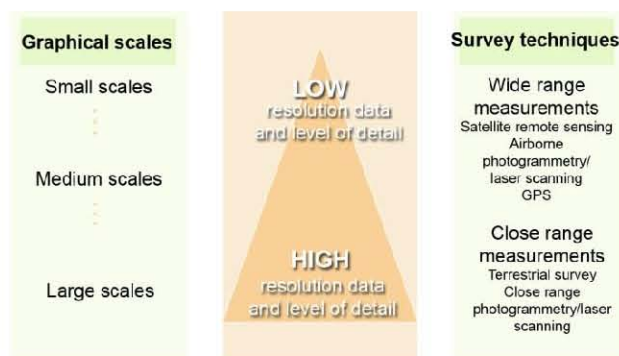 Graphical scales
Small scales
Medium scales
Large scales
LOW
resolution data
and level of detail
HIGH
resolution data
and level of detail
Survey techniques
Wide range
measurements
Satellite remote sensing
Airborne
photogrammetry/
laser scanning
GPS
Close range
measurements
Terrestrial survey
Close range
photogrammetry/laser
scanning